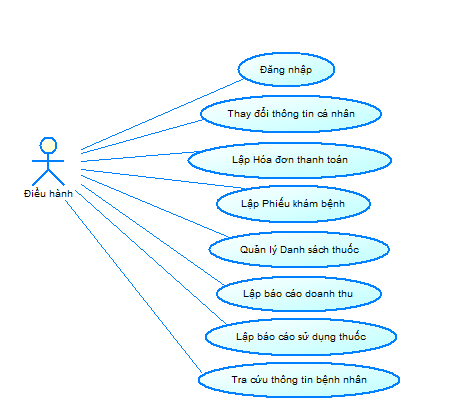 Đăng nhập
Thay đổi thông tin cá nhân
Lập Hóa đơn thanh toán
Lập Phiếu khám bệnh
Điều hành
Quản lý Danh sách thuốc
Lập báo cáo doanh thu
Lập báo cáo sử dụng thuốc
Tra cứu thông tin bệnh nhân